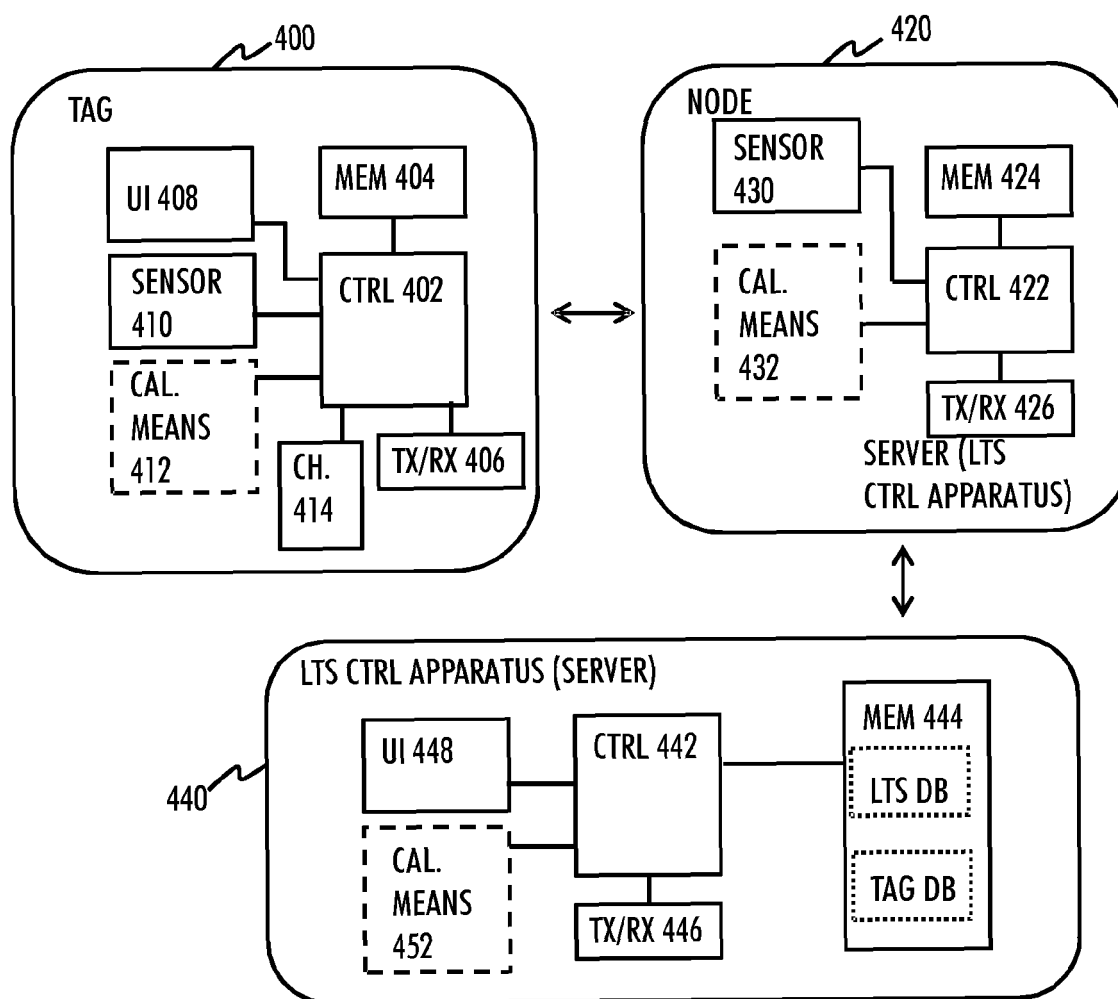 400
TAG
UI 408
MEM 404
SENSOR
410
CTRL 402
CAL.
MEANS
412
CH.
414
TX/RX 406
420
NODE
SENSOR
430
MEM 424
CAL.
MEANS
432
CTRL 422
TX/RX 426
SERVER (LTS
CTRL APPARATUS)
440
LTS CTRL APPARATUS (SERVER)
UI 448
CTRL 442
MEM 444
LTS DB
TAG DB
CAL.
MEANS
452
TX/RX 446